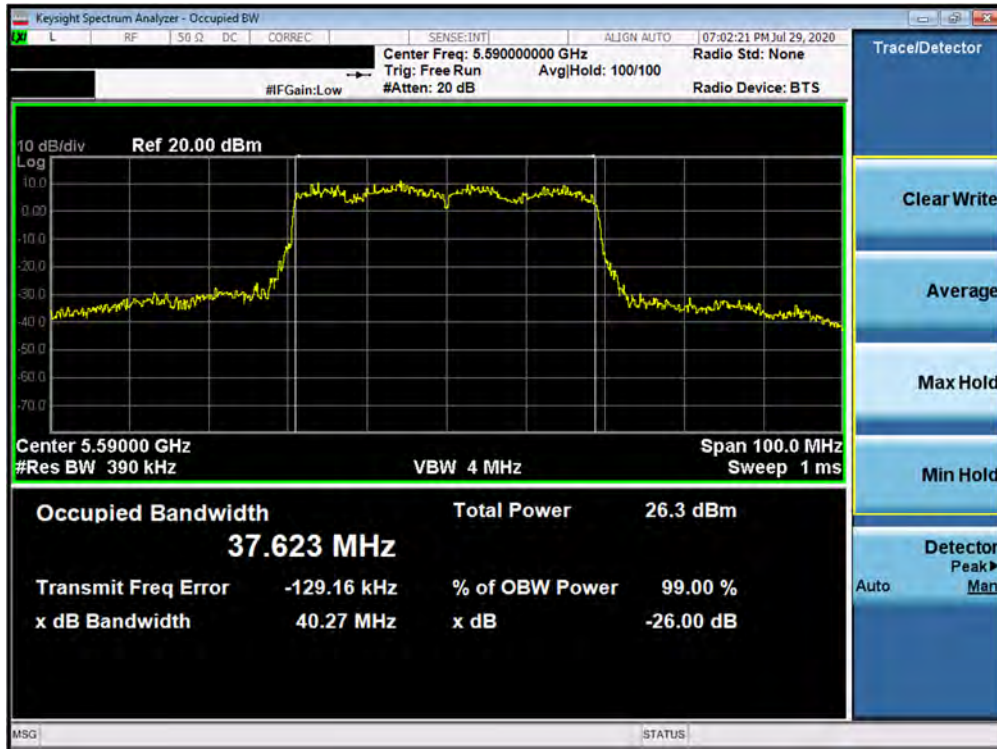 Keysight Spectrum Analyzer - Occupied BW
LXI L RF 50 Ω DC CORREC SENSE:INT ALIGN AUTO 07:02:21 PM Jul 29, 2020
Center Freq: 5.590000000 GHz Radio Std: None
Trig: Free Run Avg|Hold: 100/100
#IFGain:Low #Atten: 20 dB Radio Device: BTS
10 dB/div Ref 20.00 dBm
Log
10.0
0.00
-10.0
-20.0
-30.0
-40.0
-50.0
-60.0
-70.0
Center 5.59000 GHz Span 100.0 MHz
#Res BW 390 kHz VBW 4 MHz Sweep 1 ms
Occupied Bandwidth Total Power 26.3 dBm
37.623 MHz
Transmit Freq Error -129.16 kHz % of OBW Power 99.00 %
x dB Bandwidth 40.27 MHz x dB -26.00 dB
MSG STATUS
Trace/Detector
Clear Write
Average
Max Hold
Min Hold
Detector
Peak▶
Auto Man